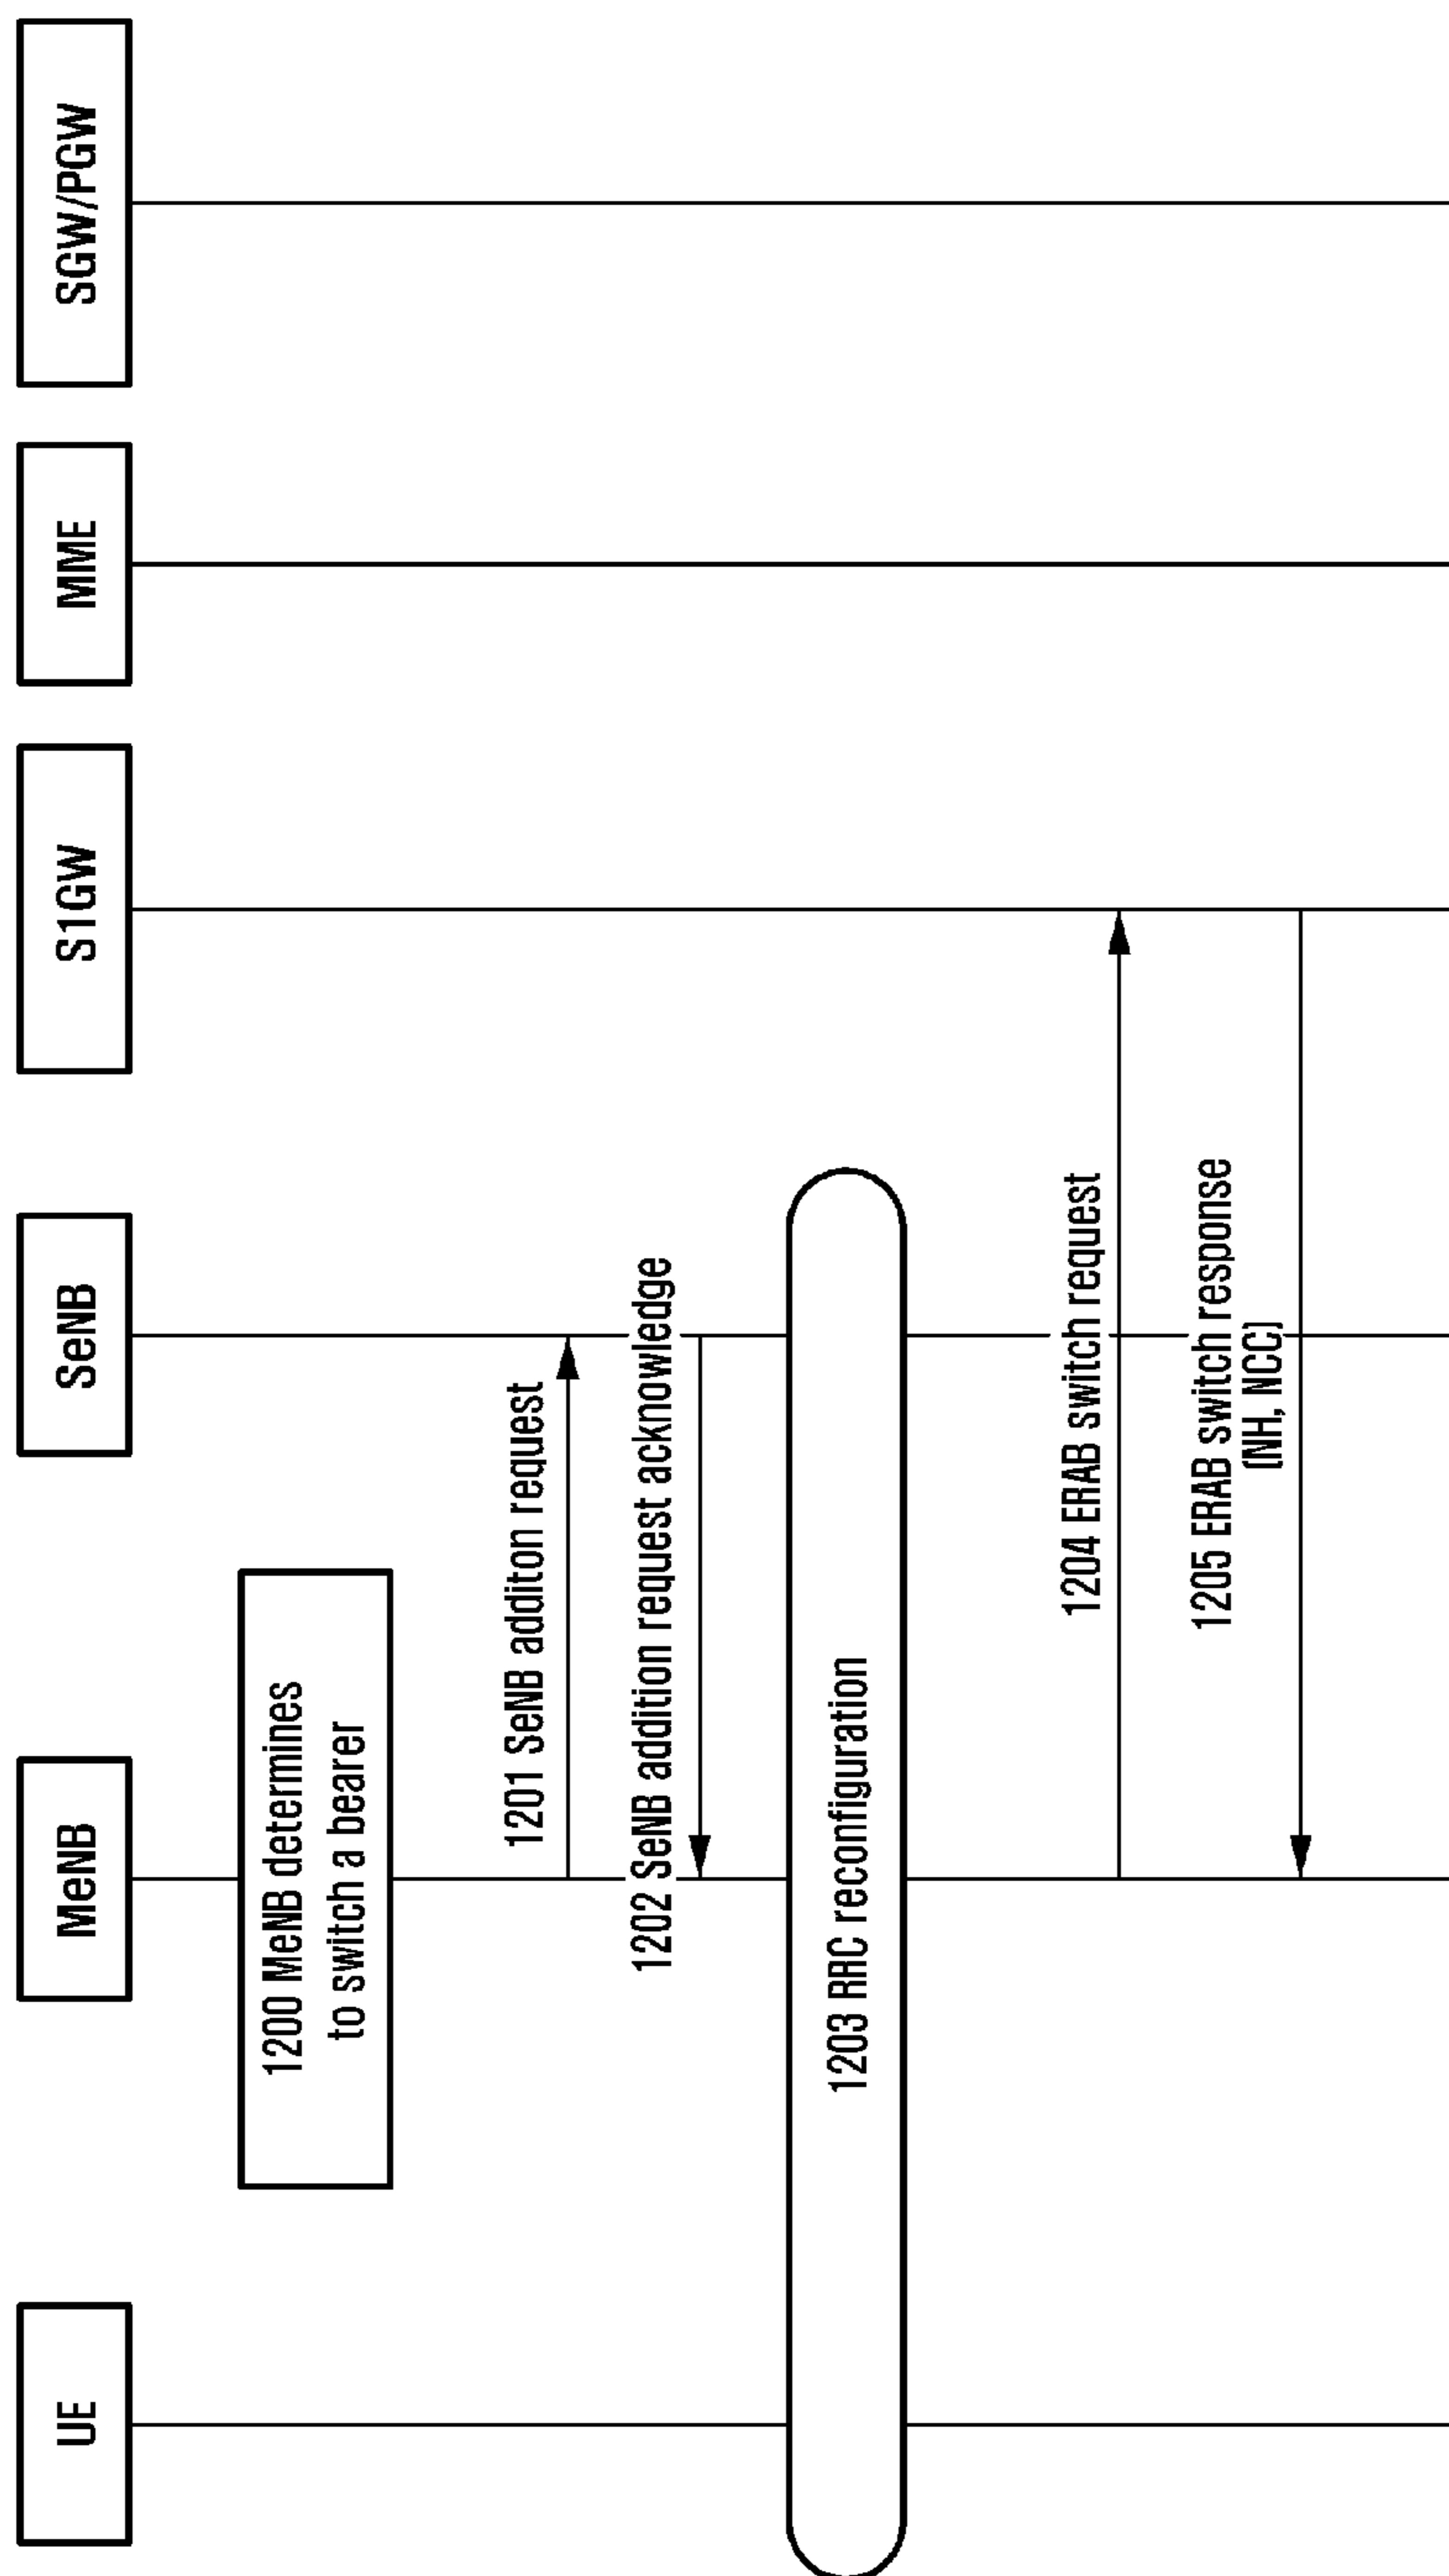 UE
MeNB
SeNB
S1GW
MME
SGW/PGW
1200 MeNB determines
to switch a bearer
1201 SeNB additon request
1202 SeNB addition request acknowledge
1203 RRC reconfiguration
1204 ERAB switch request
1205 ERAB switch response
(NH, NCC)